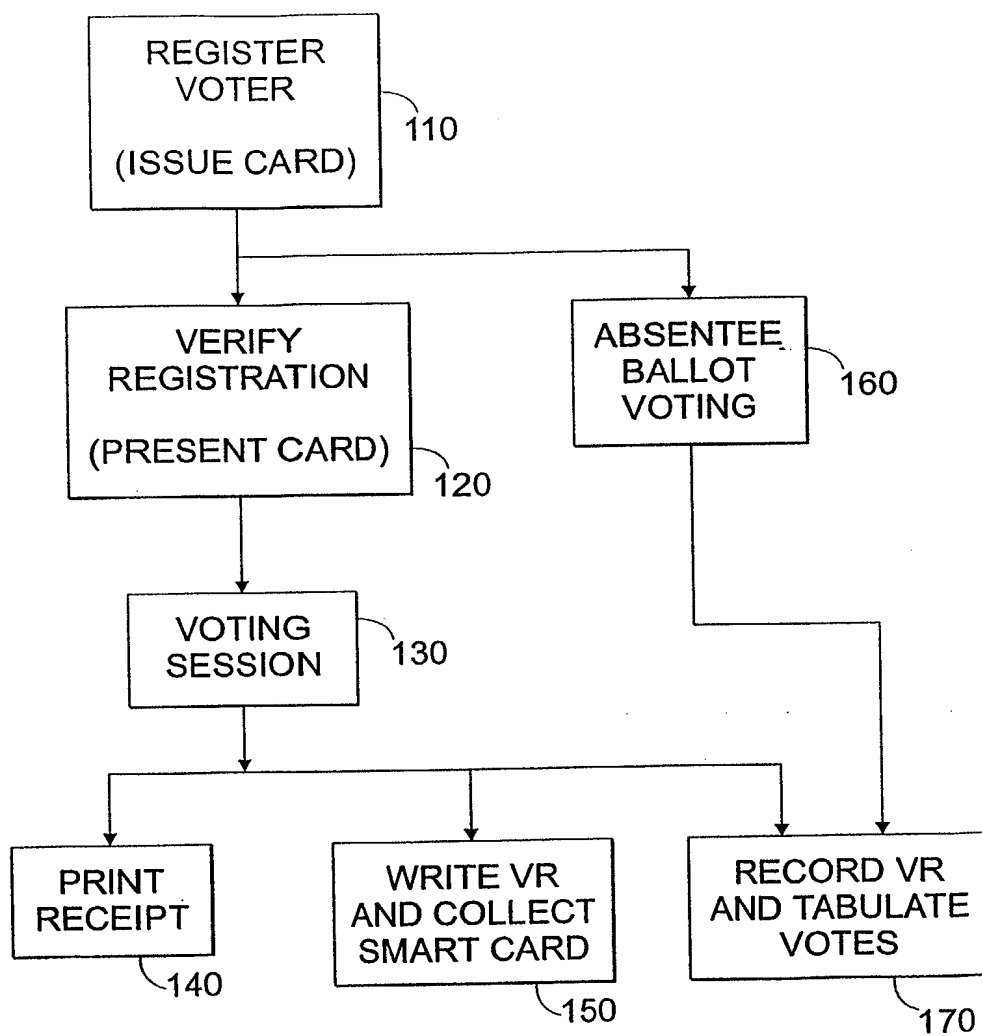 REGISTER
VOTER
(ISSUE CARD)
110
VERIFY
REGISTRATION
(PRESENT CARD)
120
ABSENTEE
BALLOT
VOTING
160
VOTING
SESSION
130
PRINT
RECEIPT
140
WRITE VR
AND COLLECT
SMART CARD
150
RECORD VR
AND TABULATE
VOTES
170